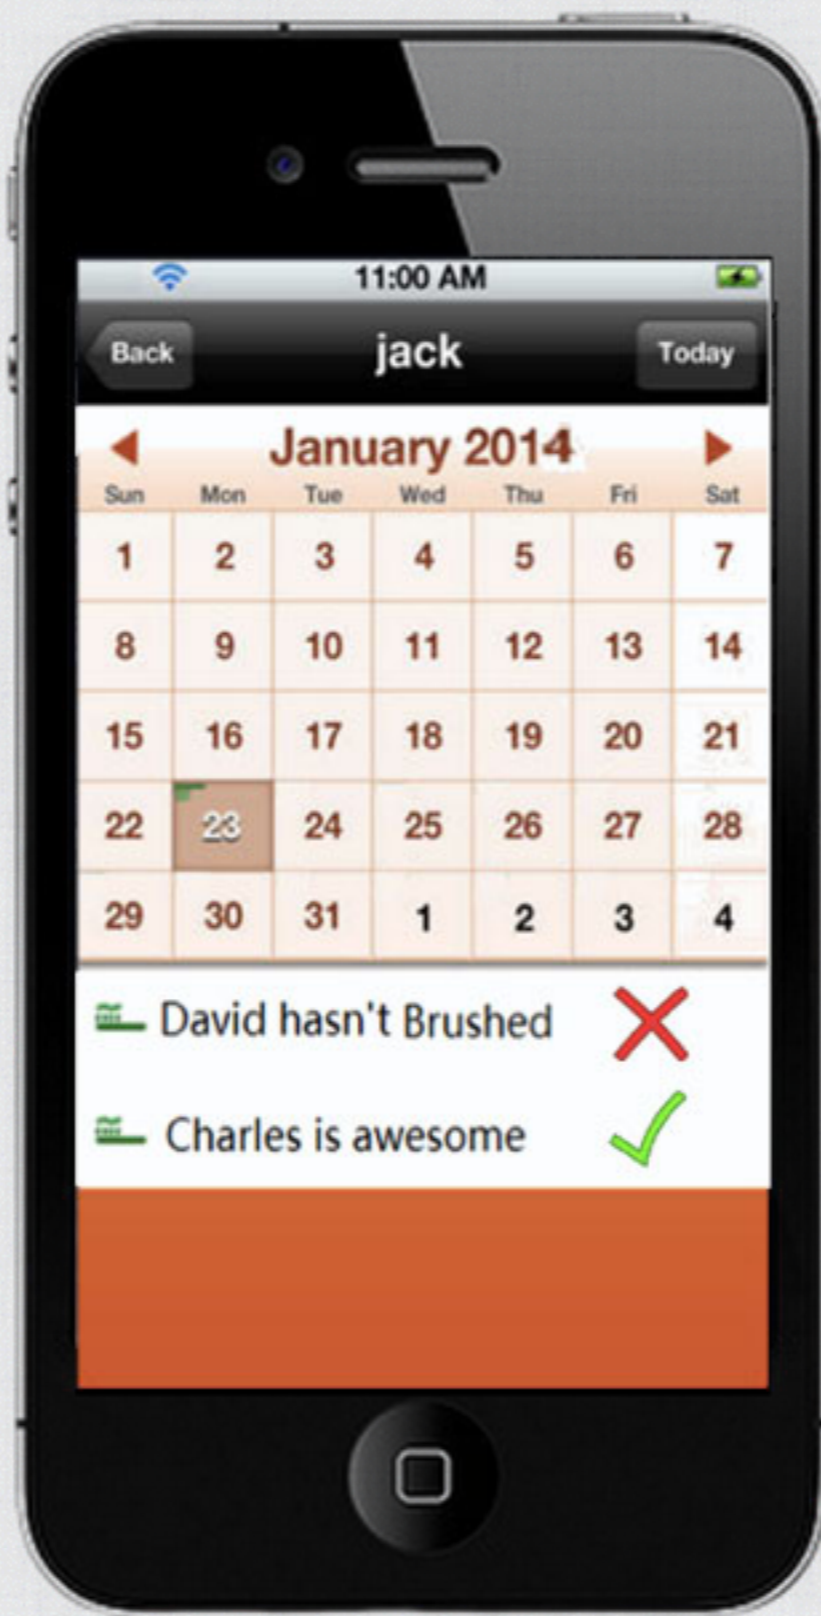 11:00 AM
Back jack Today
January 2014
Sun Mon Tue Wed Thu Fri Sat
1 2 3 4 5 6 7
8 9 10 11 12 13 14
15 16 17 18 19 20 21
22 23 24 25 26 27 28
29 30 31 1 2 3 4
David hasn't Brushed
Charles is awesome